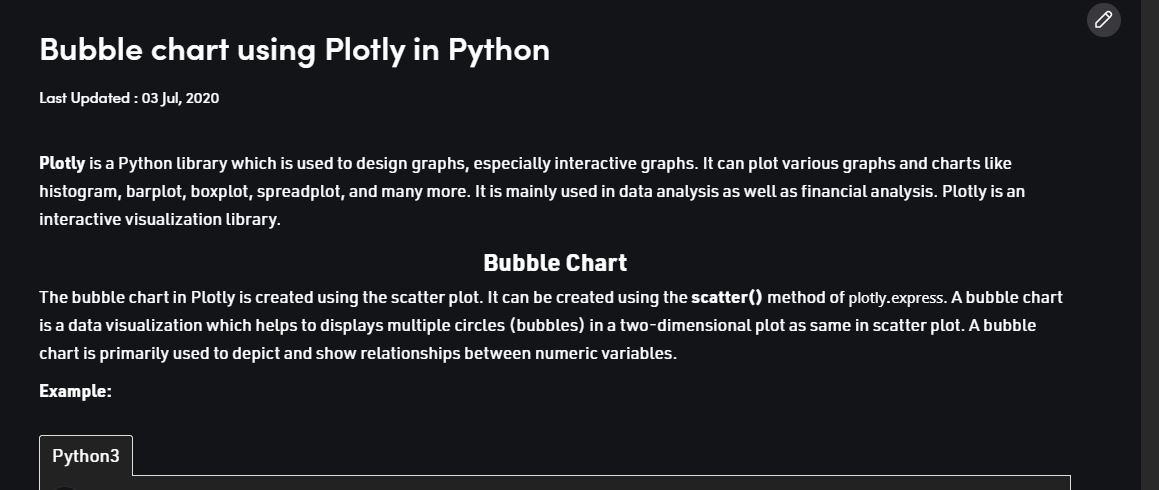 Bubble chart using Plotly in Python
Last Updated : 03 Jul, 2020
Plotly is a Python library which is used to design graphs, especially interactive graphs. It can plot various graphs and charts like
histogram, barplot, boxplot, spreadplot, and many more. It is mainly used in data analysis as well as financial analysis. Plotly is an
interactive visualization library.
Bubble Chart
The bubble chart in Plotly is created using the scatter plot. It can be created using the scatter() method of plotly.express. A bubble chart
is a data visualization which helps to displays multiple circles (bubbles) in a two-dimensional plot as same in scatter plot. A bubble
chart is primarily used to depict and show relationships between numeric variables.
Example:
Python3